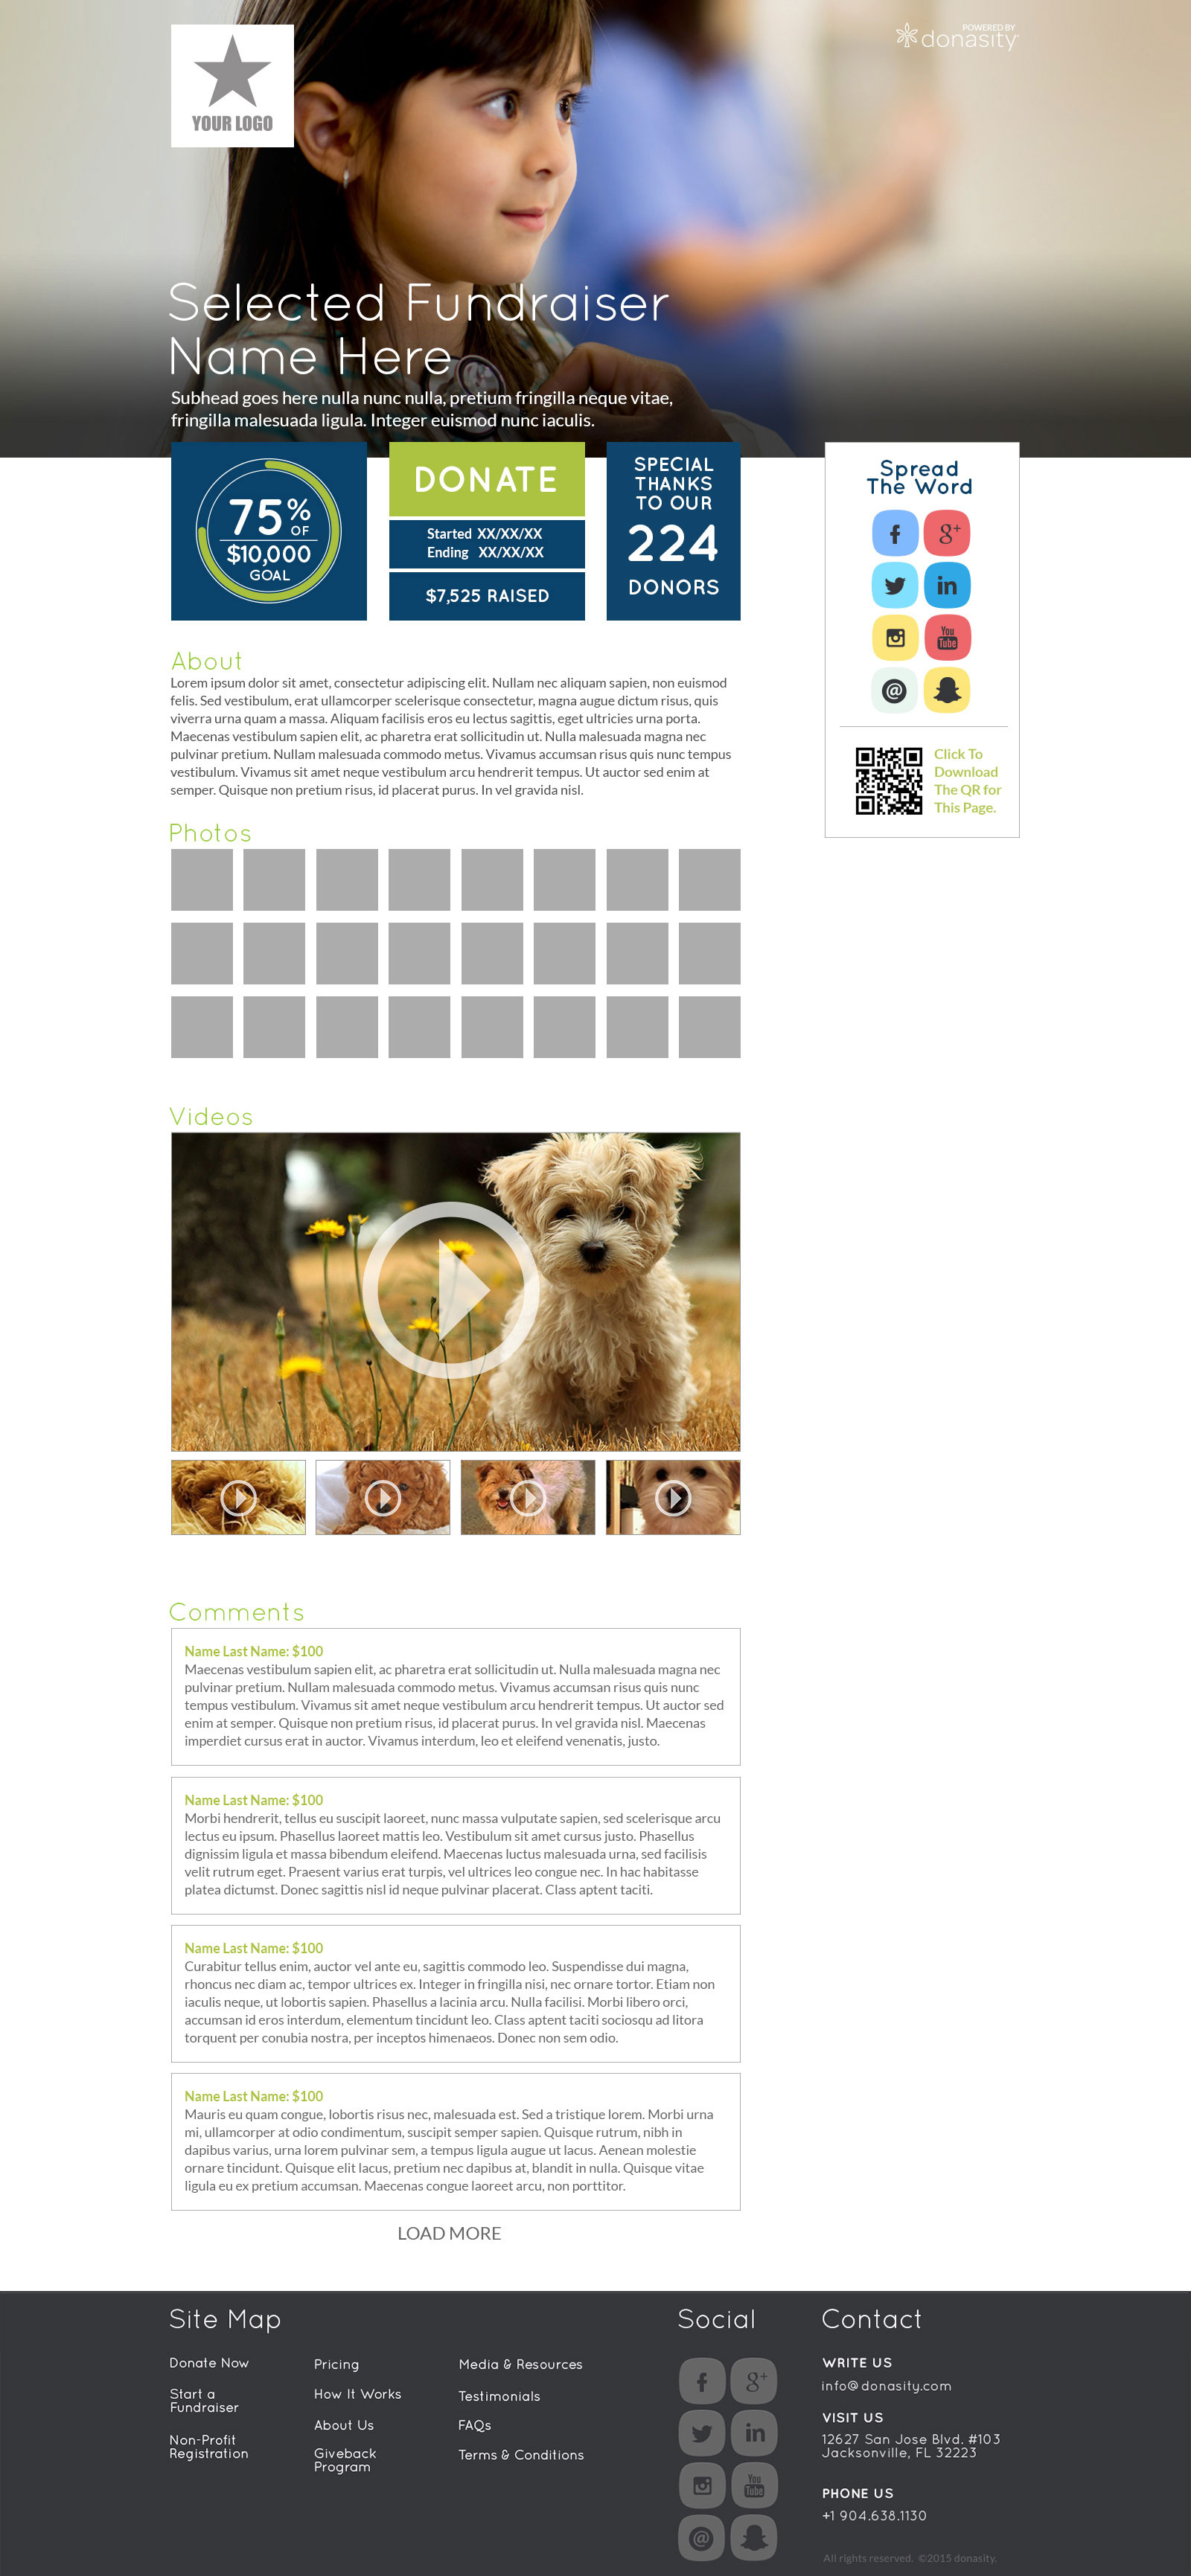 YOUR LOGO
POWERED BY
donasity
Selected Fundraiser
Name Here
Subhead goes here nulla nunc nulla, pretium fringilla neque vitae,
fringilla malesuada ligula. Integer euismod nunc iaculis.
75%
OF
$10,000
GOAL
DONATE
Started XX/XX/XX
Ending XX/XX/XX
$7,525 RAISED
SPECIAL
THANKS
TO OUR
224
DONORS
Spread
The Word
f
g+
in
You
Tube
@
Click To
Download
The QR for
This Page.
About
Lorem ipsum dolor sit amet, consectetur adipiscing elit. Nullam nec aliquam sapien, non euismod
felis. Sed vestibulum, erat ullamcorper scelerisque consectetur, magna augue dictum risus, quis
viverra urna quam a massa. Aliquam facilisis eros eu lectus sagittis, eget ultricies urna porta.
Maecenas vestibulum sapien elit, ac pharetra erat sollicitudin ut. Nulla malesuada magna nec
pulvinar pretium. Nullam malesuada commodo metus. Vivamus accumsan risus quis nunc tempus
vestibulum. Vivamus sit amet neque vestibulum arcu hendrerit tempus. Ut auctor sed enim at
semper. Quisque non pretium risus, id placerat purus. In vel gravida nisl.
Photos
Videos
Comments
Name Last Name: $100
Maecenas vestibulum sapien elit, ac pharetra erat sollicitudin ut. Nulla malesuada magna nec
pulvinar pretium. Nullam malesuada commodo metus. Vivamus accumsan risus quis nunc
tempus vestibulum. Vivamus sit amet neque vestibulum arcu hendrerit tempus. Ut auctor sed
enim at semper. Quisque non pretium risus, id placerat purus. In vel gravida nisl. Maecenas
imperdiet cursus erat in auctor. Vivamus interdum, leo et eleifend venenatis, justo.
Name Last Name: $100
Morbi hendrerit, tellus eu suscipit laoreet, nunc massa vulputate sapien, sed scelerisque arcu
lectus eu ipsum. Phasellus laoreet mattis leo. Vestibulum sit amet cursus justo. Phasellus
dignissim ligula et massa bibendum eleifend. Maecenas luctus malesuada urna, sed facilisis
velit rutrum eget. Praesent varius erat turpis, vel ultrices leo congue nec. In hac habitasse
platea dictumst. Donec sagittis nisl id neque pulvinar placerat. Class aptent taciti.
Name Last Name: $100
Curabitur tellus enim, auctor vel ante eu, sagittis commodo leo. Suspendisse dui magna,
rhoncus nec diam ac, tempor ultrices ex. Integer in fringilla nisi, nec ornare tortor. Etiam non
iaculis neque, ut lobortis sapien. Phasellus a lacinia arcu. Nulla facilisi. Morbi libero orci,
accumsan id eros interdum, elementum tincidunt leo. Class aptent taciti sociosqu ad litora
torquent per conubia nostra, per inceptos himenaeos. Donec non sem odio.
Name Last Name: $100
Mauris eu quam congue, lobortis risus nec, malesuada est. Sed a tristique lorem. Morbi urna
mi, ullamcorper at odio condimentum, suscipit semper sapien. Quisque rutrum, nibh in
dapibus varius, urna lorem pulvinar sem, a tempus ligula augue ut lacus. Aenean molestie
ornare tincidunt. Quisque elit lacus, pretium nec dapibus at, blandit in nulla. Quisque vitae
ligula eu ex pretium accumsan. Maecenas congue laoreet arcu, non porttitor.
LOAD MORE
Site Map
Donate Now
Start a
Fundraiser
Non-Profit
Registration
Pricing
How It Works
About Us
Giveback
Program
Media & Resources
Testimonials
FAQs
Terms & Conditions
Social
f
g+
in
You
Tube
@
Contact
WRITE US
info@donasity.com
VISIT US
12627 San Jose Blvd. #103
Jacksonville, FL 32223
PHONE US
+1 904.638.1130
All rights reserved. ©2015 donasity.